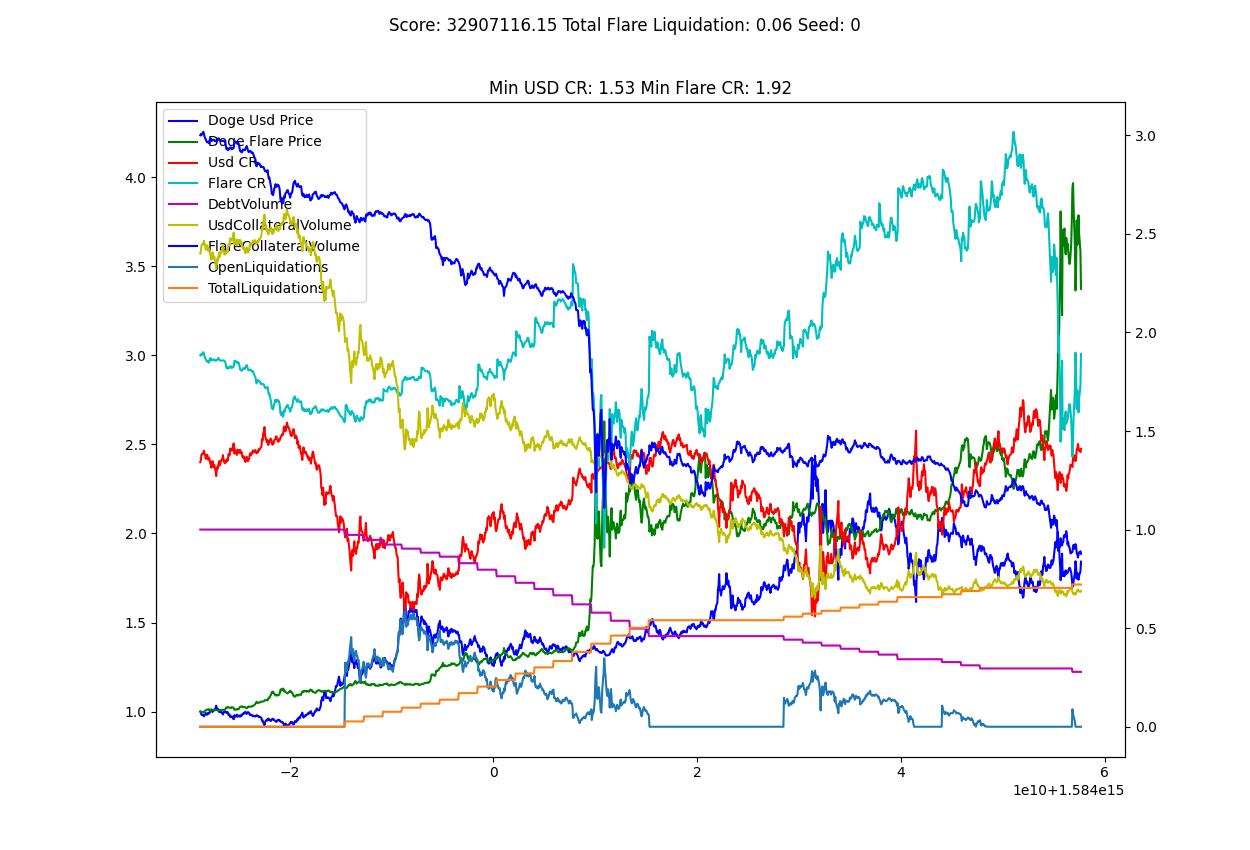 Score: 32907116.15 Total Flare Liquidation: 0.06 Seed: 0
Min USD CR: 1.53 Min Flare CR: 1.92
Doge Usd Price
Doge Flare Price
Usd CR
Flare CR
DebtVolume
UsdCollateralVolume
FlareCollateralVolume
OpenLiquidations
TotalLiquidations
4.0
3.5
3.0
2.5
2.0
1.5
1.0
3.0
2.5
2.0
1.5
1.0
0.5
0.0
−2
0
2
4
6
1e10+1.584e15